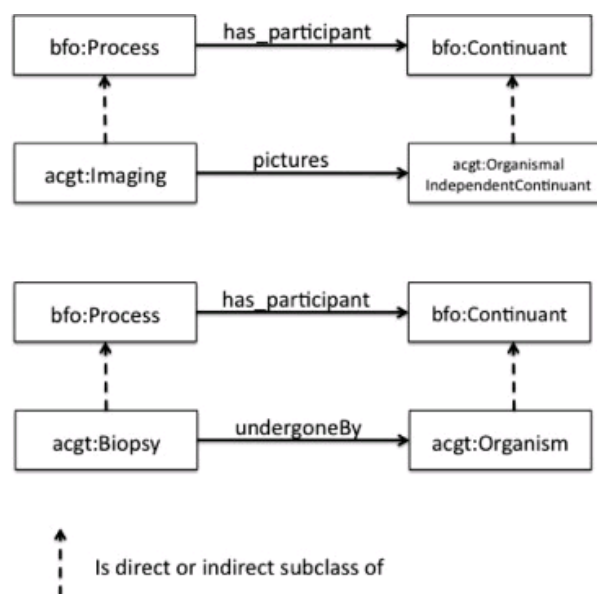 bfo:Process
has_participant
bfo:Continuant
acgt:Imaging
pictures
acgt:Organismal
IndependentContinuant
bfo:Process
has_participant
bfo:Continuant
acgt:Biopsy
undergoneBy
acgt:Organism
Is direct or indirect subclass of